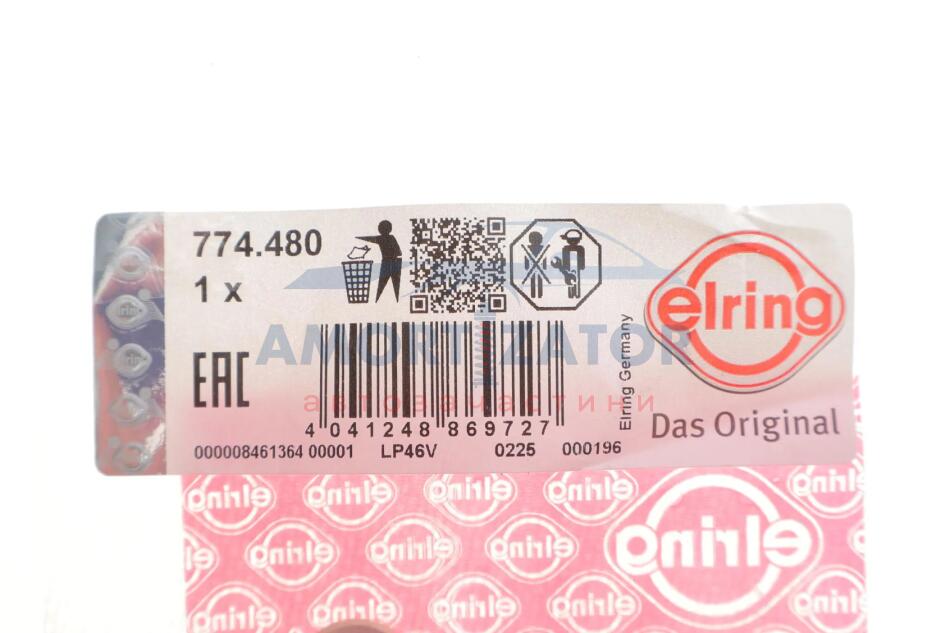 774.480
1 x
EAC
4 041248 869727
000008461364 00001 LP46V 0225 000196
Elring Germany
elring
Das Original
AMORTIZATOR
автозапчастини
elring